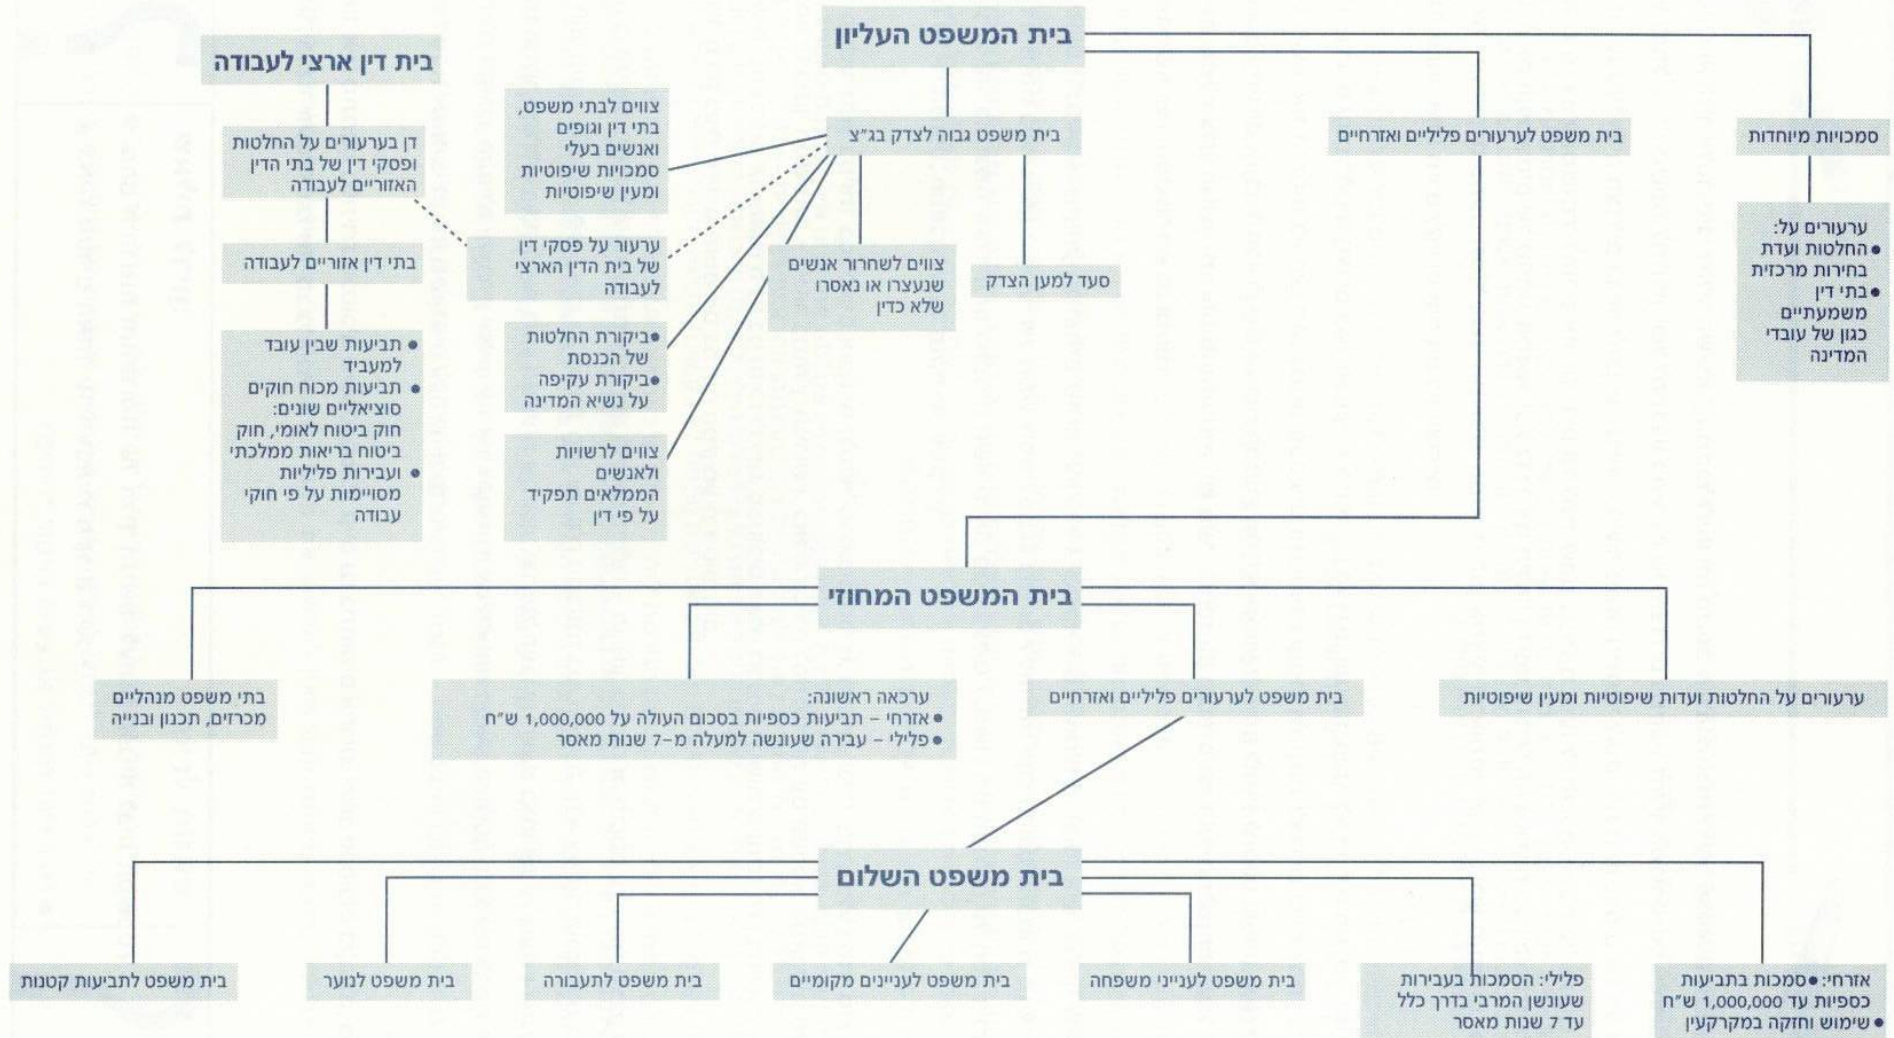 בית המשפט העליון
בית דין ארצי לעבודה
סמכויות מיוחדות
בית משפט לערעורים פליליים ואזרחיים
בית משפט גבוה לצדק בג״צ
צווים לבתי משפט,
בתי דין וגופים
ואנשים בעלי
סמכויות שיפוטיות
ומעין שיפוטיות
דן בערעורים על החלטות
ופסקי דין של בתי הדין
האזוריים לעבודה
ערעורים על:
● החלטות ועדת
בחירות מרכזית
● בתי דין
משמעתיים
כגון של עובדי
המדינה
סעד למען הצדק
צווים לשחרור אנשים
שנעצרו או נאסרו
שלא כדין
ערעור על פסקי דין
של בית הדין הארצי
לעבודה
בתי דין אזוריים לעבודה
●ביקורת החלטות
של הכנסת
●ביקורת עקיפה
על נשיא המדינה
● תביעות שבין עובד
למעביד
● תביעות מכוח חוקים
סוציאליים שונים:
חוק ביטוח לאומי, חוק
ביטוח בריאות ממלכתי
● ועבירות פליליות
מסויימות על פי חוקי
עבודה
צווים לרשויות
ולאנשים
הממלאים תפקיד
על פי דין
בית המשפט המחוזי
ערעורים על החלטות ועדות שיפוטיות ומעין שיפוטיות
בית משפט לערעורים פליליים ואזרחיים
ערכאה ראשונה:
● אזרחי – תביעות כספיות בסכום העולה על 1,000,000 ש״ח
● פלילי – עבירה שעונשה למעלה מ–7 שנות מאסר
בתי משפט מנהליים
מכרזים, תכנון ובנייה
בית משפט השלום
אזרחי: ●סמכות בתביעות
כספיות עד 1,000,000 ש״ח
● שימוש וחזקה במקרקעין
פלילי: הסמכות בעבירות
שעונשן המרבי בדרך כלל
עד 7 שנות מאסר
בית משפט לענייני משפחה
בית משפט לעניינים מקומיים
בית משפט לתעבורה
בית משפט לנוער
בית משפט לתביעות קטנות